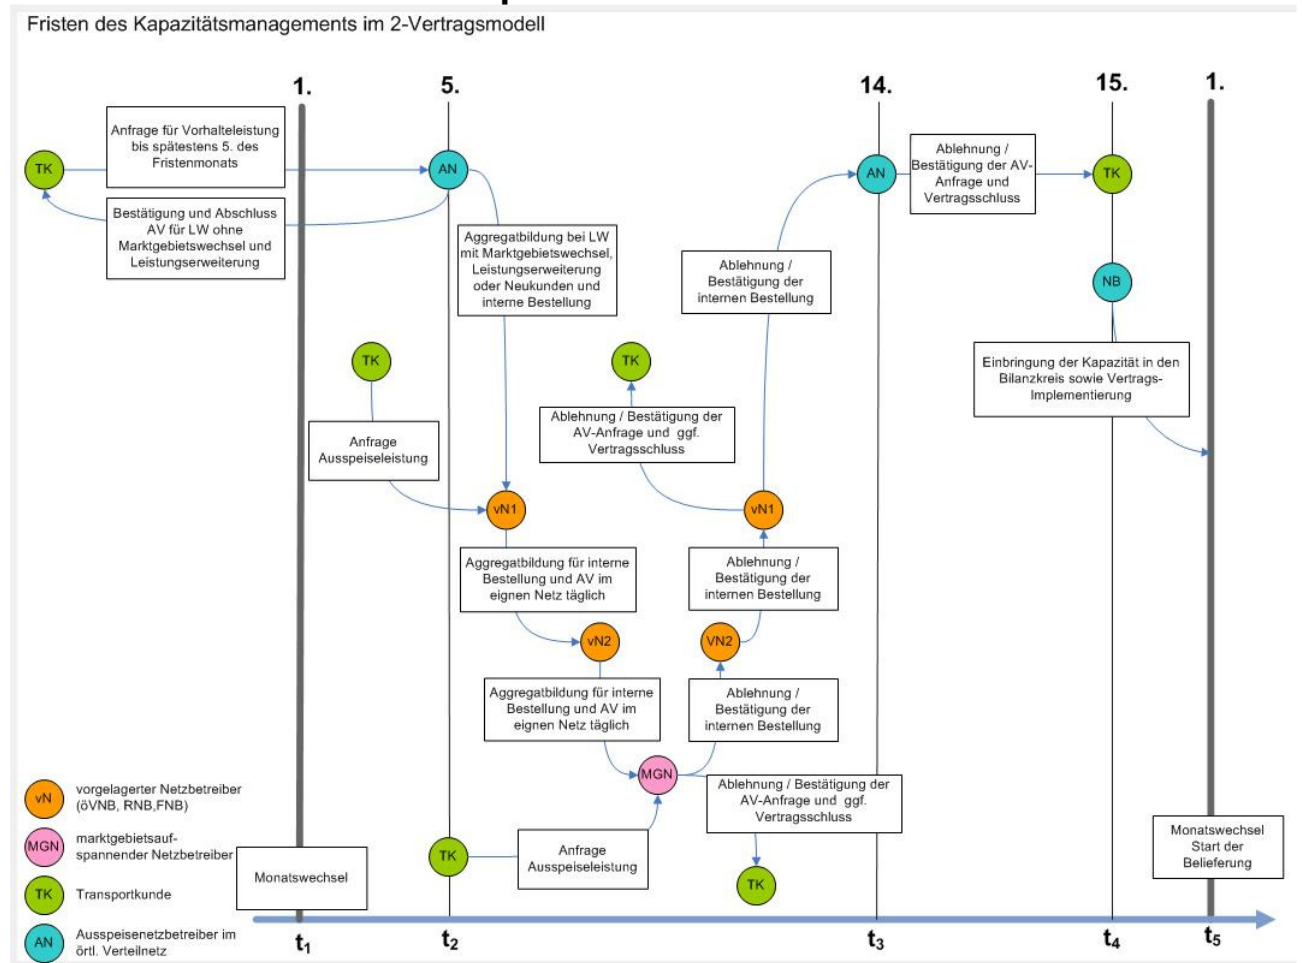 Fristen des Kapazitätsmanagements im 2-Vertragsmodell
1.
5.
14.
15.
1.
TK
Anfrage für Vorhalteleistung
bis spätestens 5. des
Fristenmonats
AN
Bestätigung und Abschluss
AV für LW ohne
Marktgebietswechsel und
Leistungserweiterung
Aggregatbildung bei LW
mit Marktgebietswechsel,
Leistungserweiterung
oder Neukunden und
interne Bestellung
AN
Ablehnung /
Bestätigung der AV-
Anfrage und
Vertragsschluss
TK
Ablehnung /
Bestätigung der
internen Bestellung
NB
Einbringung der Kapazität in den
Bilanzkreis sowie Vertrags-
Implementierung
TK
Anfrage
Ausspeiseleistung
TK
Ablehnung / Bestätigung der
AV-Anfrage und ggf.
Vertragsschluss
vN1
vN1
Aggregatbildung für interne
Bestellung und AV im
eignen Netz täglich
Ablehnung /
Bestätigung der
internen Bestellung
vN2
VN2
Aggregatbildung für interne
Bestellung und AV im
eignen Netz täglich
Ablehnung /
Bestätigung der
internen Bestellung
MGN
Ablehnung / Bestätigung der
AV-Anfrage und ggf.
Vertragsschluss
TK
Anfrage
Ausspeiseleistung
TK
vN
vorgelagerter Netzbetreiber
(öVNB, RNB,FNB)
MGN
marktgebietsauf-
spannender Netzbetreiber
TK
Transportkunde
AN
Ausspeisenetzbetreiber im
örtl. Verteilnetz
Monatswechsel
Monatswechsel
Start der
Belieferung
t1
t2
t3
t4
t5